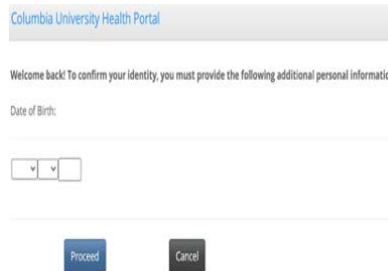 Columbia University Health Portal
Welcome back! To confirm your identity, you must provide the following additional personal informatic
Date of Birth:
Proceed Cancel